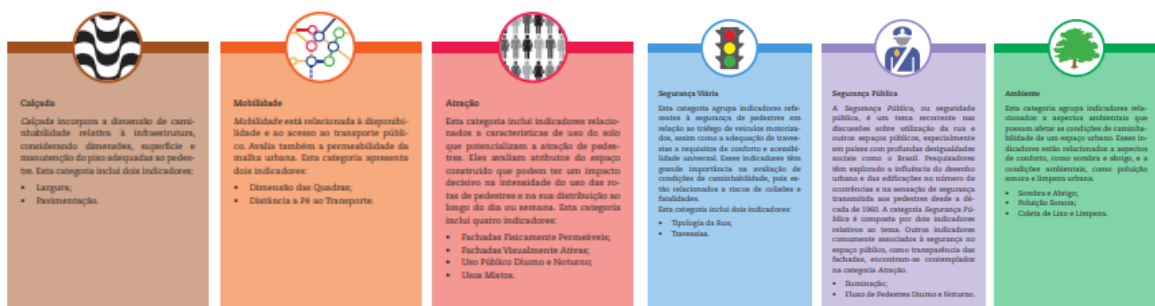 Calçada
Calçada incorpora a dimensão de cami-
nhabilidade relativa à infraestrutura,
considerando dimensões, superfície e
manutenção do piso adequadas ao pedes-
tre. Esta categoria inclui dois indicadores:
• Largura;
• Pavimentação.
Mobilidade
Mobilidade está relacionada à disponibi-
lidade e ao acesso ao transporte públi-
co. Avalia também a permeabilidade da
malha urbana. Esta categoria apresenta
dois indicadores:
• Dimensão das Quadras;
• Distância a Pé ao Transporte.
Atração
Esta categoria inclui indicadores relacio-
nados a características de uso do solo
que potencializam a atração de pedes-
tres. Eles avaliam atributos do espaço
construído que podem ter um impacto
decisivo na intensidade do uso das ro-
tas de pedestres e na sua distribuição ao
longo do dia ou semana. Esta categoria
inclui quatro indicadores:
• Fachadas Fisicamente Permeáveis;
• Fachadas Visualmente Ativas;
• Uso Público Diurno e Noturno;
• Usos Mistos.
Segurança Viária
Esta categoria agrupa indicadores refe-
rentes à segurança de pedestres em
relação ao tráfego de veículos motoriza-
dos, assim como a adequação de traves-
sias a requisitos de conforto e acessibi-
lidade universal. Esses indicadores têm
grande importância na avaliação de
condições de caminhabilidade, pois es-
tão relacionados a riscos de colisões e
fatalidades.
Esta categoria inclui dois indicadores:
• Tipologia da Rua;
• Travessias.
Segurança Pública
A Segurança Pública, ou seguridade
pública, é um tema recorrente nas
discussões sobre utilização da rua e
outros espaços públicos, especialmente
em países com profundas desigualdades
sociais como o Brasil. Pesquisadores
têm explorado a influência do desenho
urbano e das edificações no número de
ocorrências e na sensação de segurança
transmitida aos pedestres desde a dé-
cada de 1960. A categoria Segurança Pú-
blica é composta por dois indicadores
relativos ao tema. Outros indicadores
comumente associados à segurança no
espaço público, como transparência das
fachadas, encontram-se contemplados
na categoria Atração.
• Iluminação;
• Fluxo de Pedestres Diurno e Noturno.
Ambiente
Esta categoria agrupa indicadores rela-
cionados a aspectos ambientais que
possam afetar as condições de caminha-
bilidade de um espaço urbano. Esses in-
dicadores estão relacionados a aspectos
de conforto, como sombra e abrigo, e a
condições ambientais, como poluição
sonora e limpeza urbana.
• Sombra e Abrigo;
• Poluição Sonora;
• Coleta de Lixo e Limpeza.